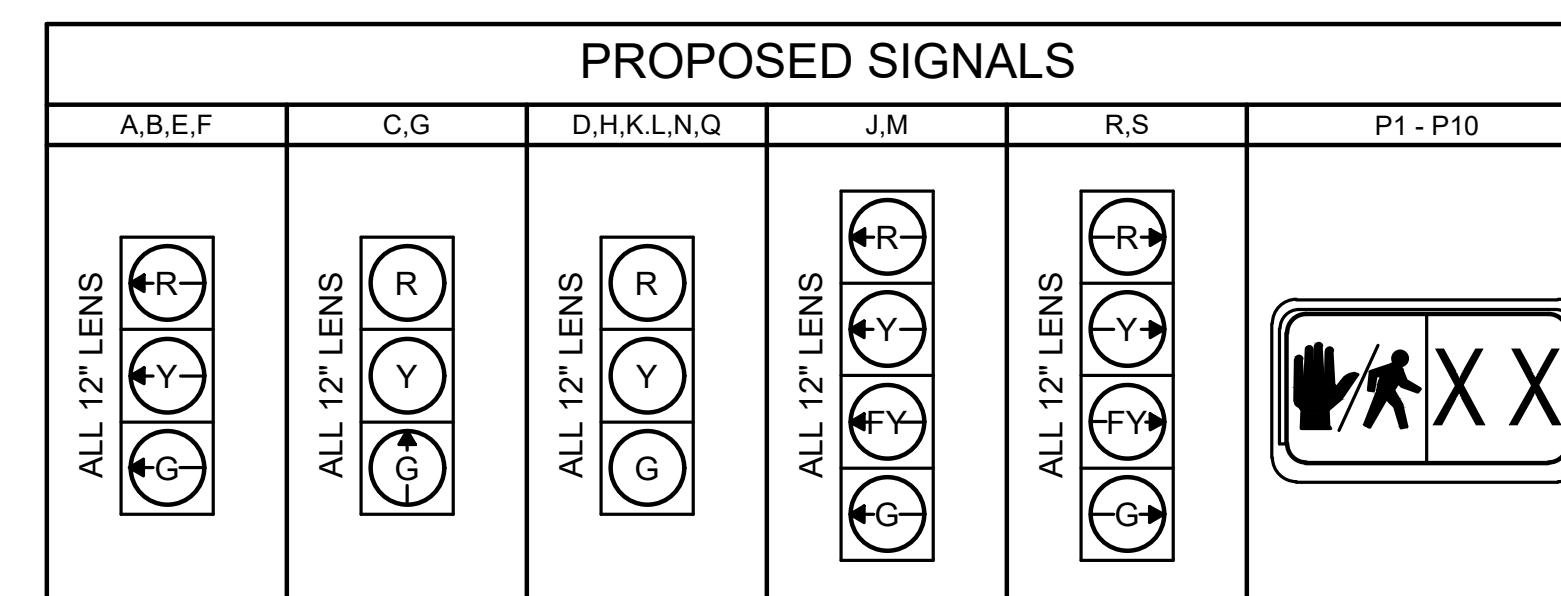 PROPOSED SIGNALS
A,B,E,F
C,G
D,H,K.L,N,Q
J,M
R,S
P1 - P10
ALL 12" LENS
R
Y
G
ALL 12" LENS
R
Y
G
ALL 12" LENS
R
Y
G
ALL 12" LENS
R
Y
FY
G
ALL 12" LENS
R
Y
FY
G
X X